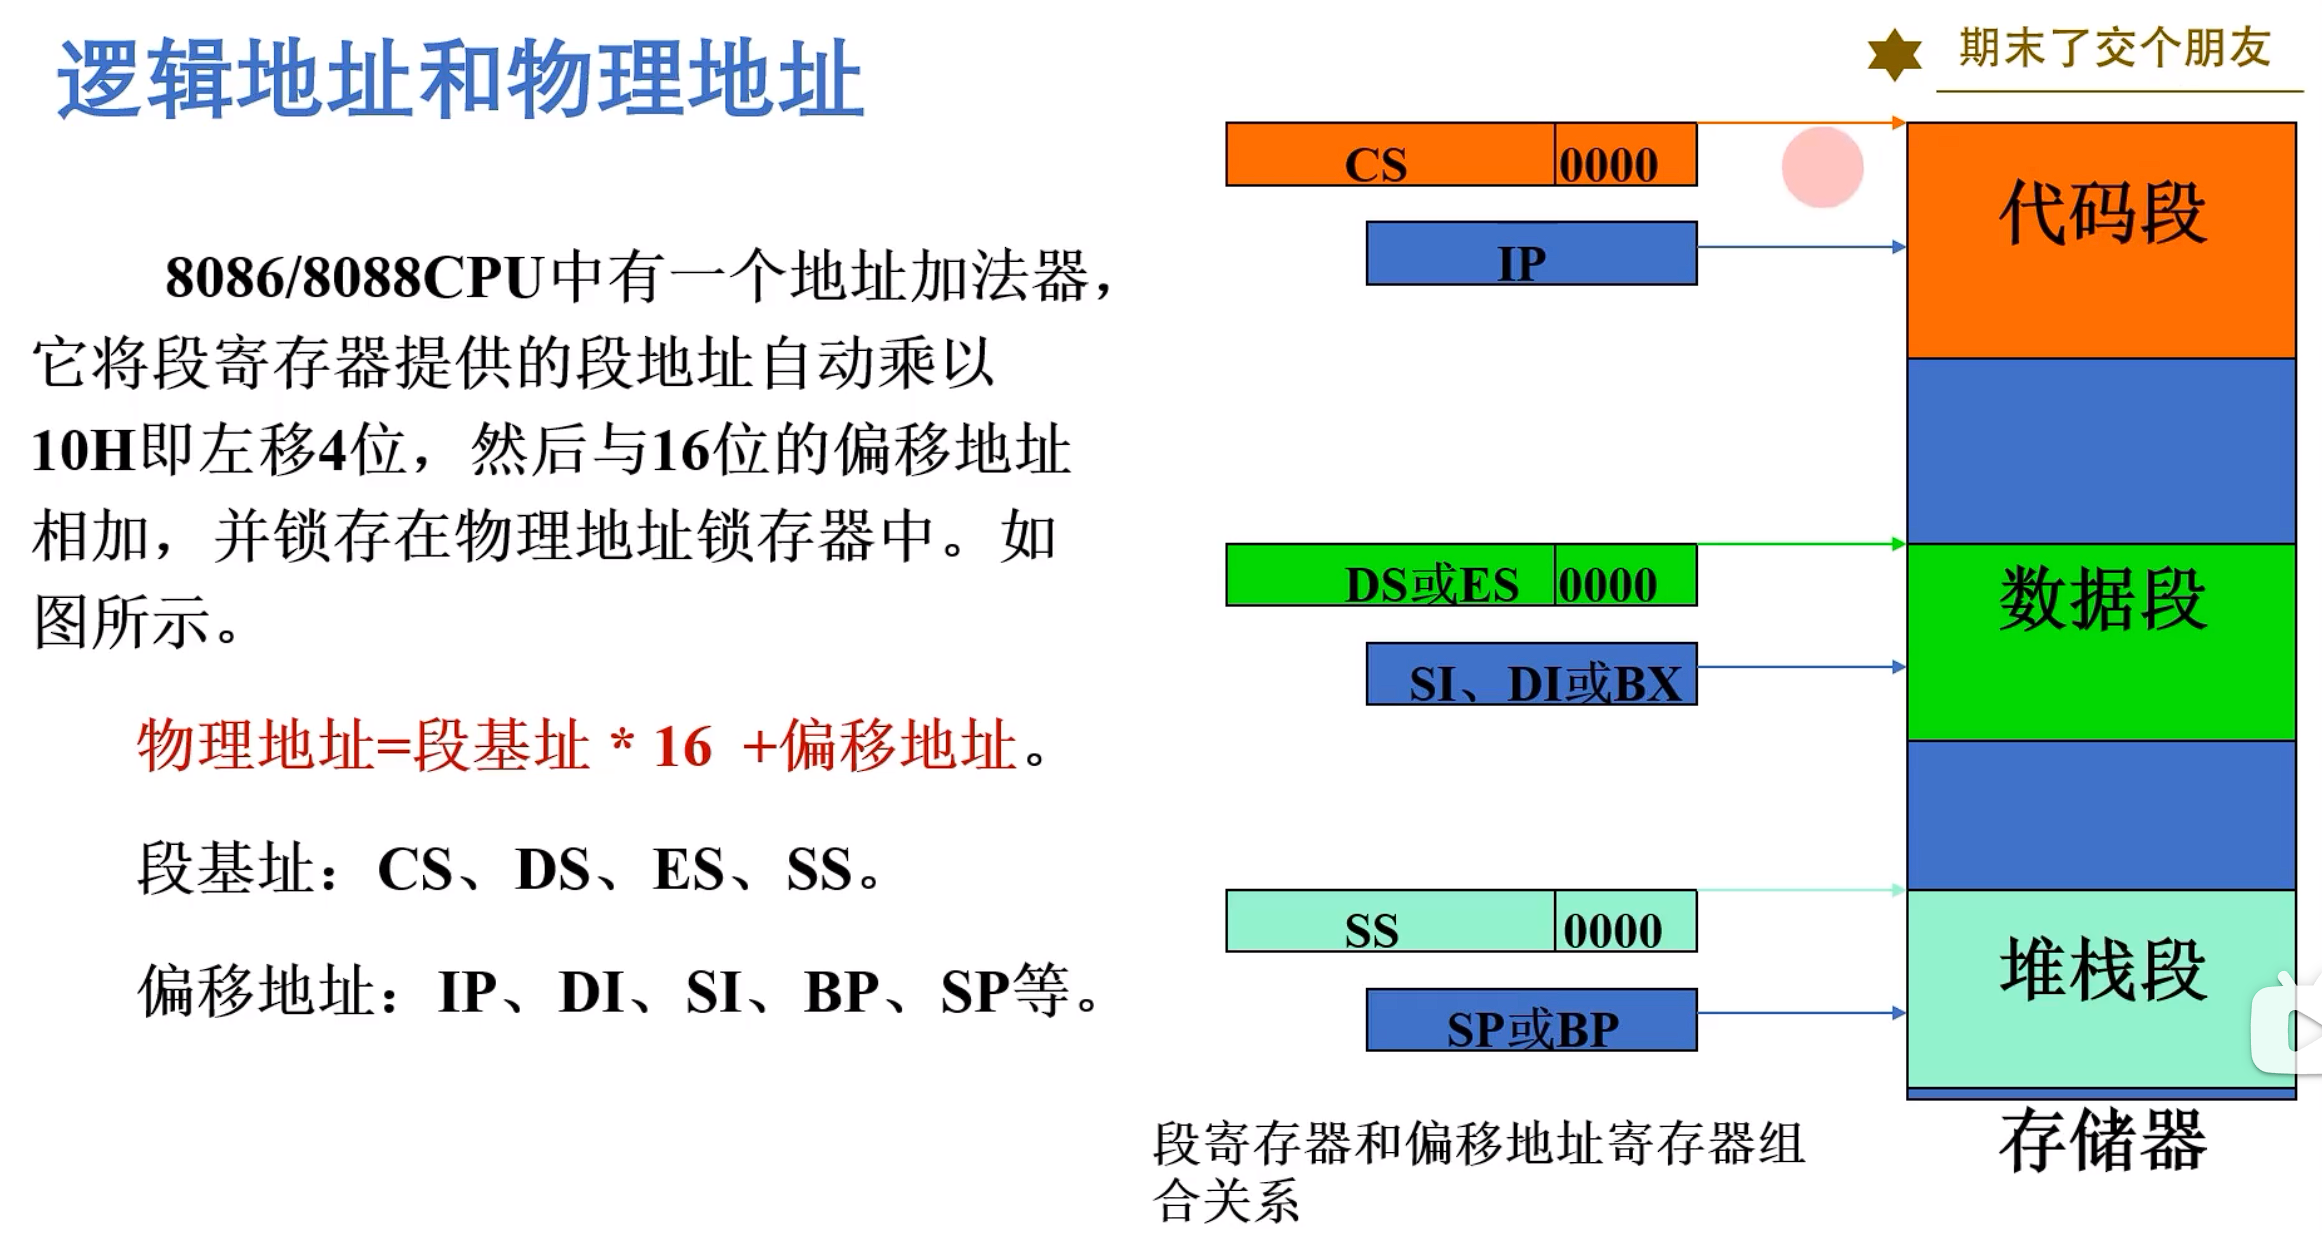 逻辑地址和物理地址
期末了交个朋友
8086/8088CPU中有一个地址加法器，
它将段寄存器提供的段地址自动乘以
10H即左移4位，然后与16位的偏移地址
相加，并锁存在物理地址锁存器中。如
图所示。
物理地址=段基址 * 16 +偏移地址。
段基址：CS、DS、ES、SS。
偏移地址：IP、DI、SI、BP、SP等。
CS 0000
IP
代码段
DS或ES 0000
SI、DI或BX
数据段
SS 0000
SP或BP
堆栈段
存储器
段寄存器和偏移地址寄存器组
合关系